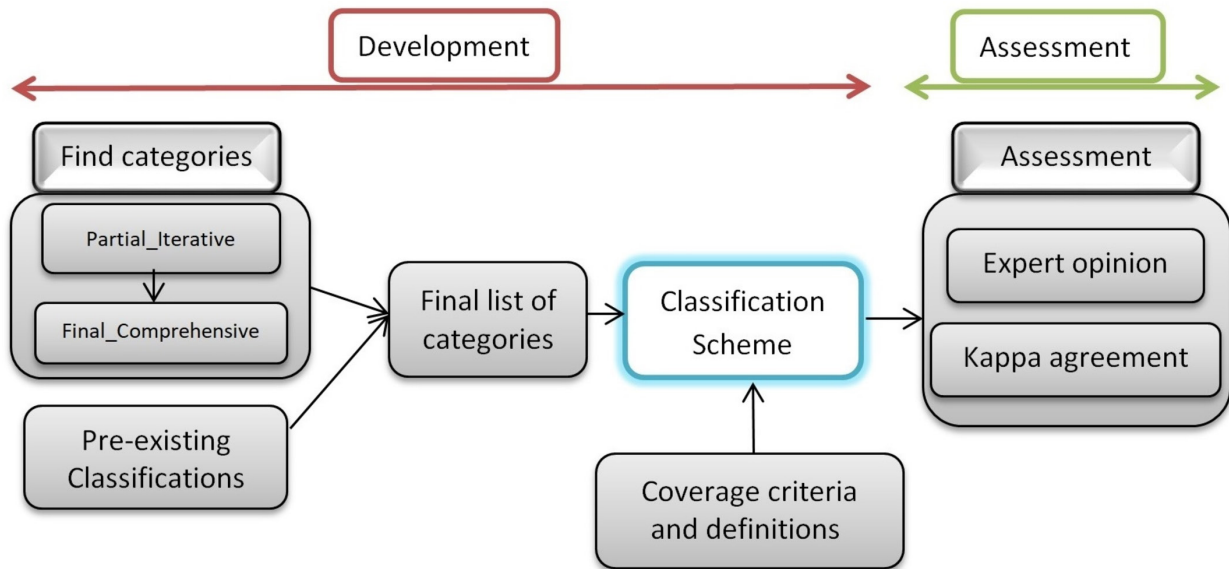 Development
Assessment
Find categories
Assessment
Partial_Iterative
Final_Comprehensive
Pre-existing
Classifications
Final list of
categories
Classification
Scheme
Coverage criteria
and definitions
Expert opinion
Kappa agreement